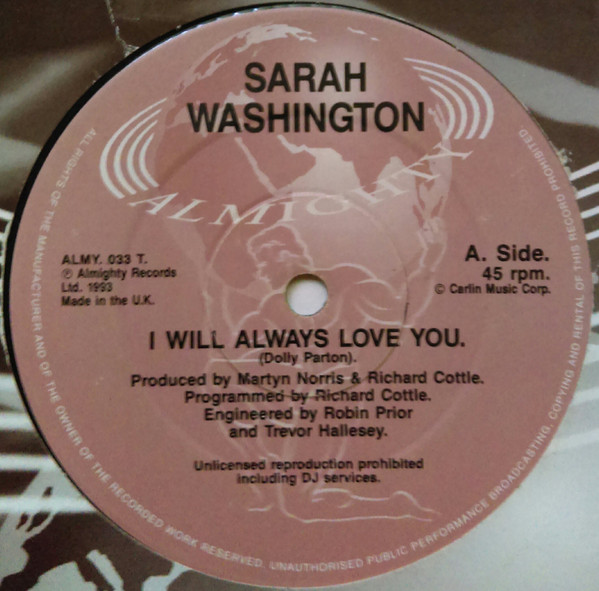 SARAH
WASHINGTON
ALMIGHTY
ALMY. 033 T.
℗ Almighty Records
Ltd. 1993
Made in the U.K.
A. Side.
45 rpm.
© Carlin Music Corp.
I WILL ALWAYS LOVE YOU.
(Dolly Parton).
Produced by Martyn Norris & Richard Cottle.
Programmed by Richard Cottle.
Engineered by Robin Prior
and Trevor Hallesey.
Unlicensed reproduction prohibited
including DJ services.
ALL RIGHTS OF THE MANUFACTURER AND OF THE OWNER OF THE RECORDED WORK RESERVED. UNAUTHORISED PUBLIC PERFORMANCE BROADCASTING, COPYING AND RENTAL OF THIS RECORD PROHIBITED